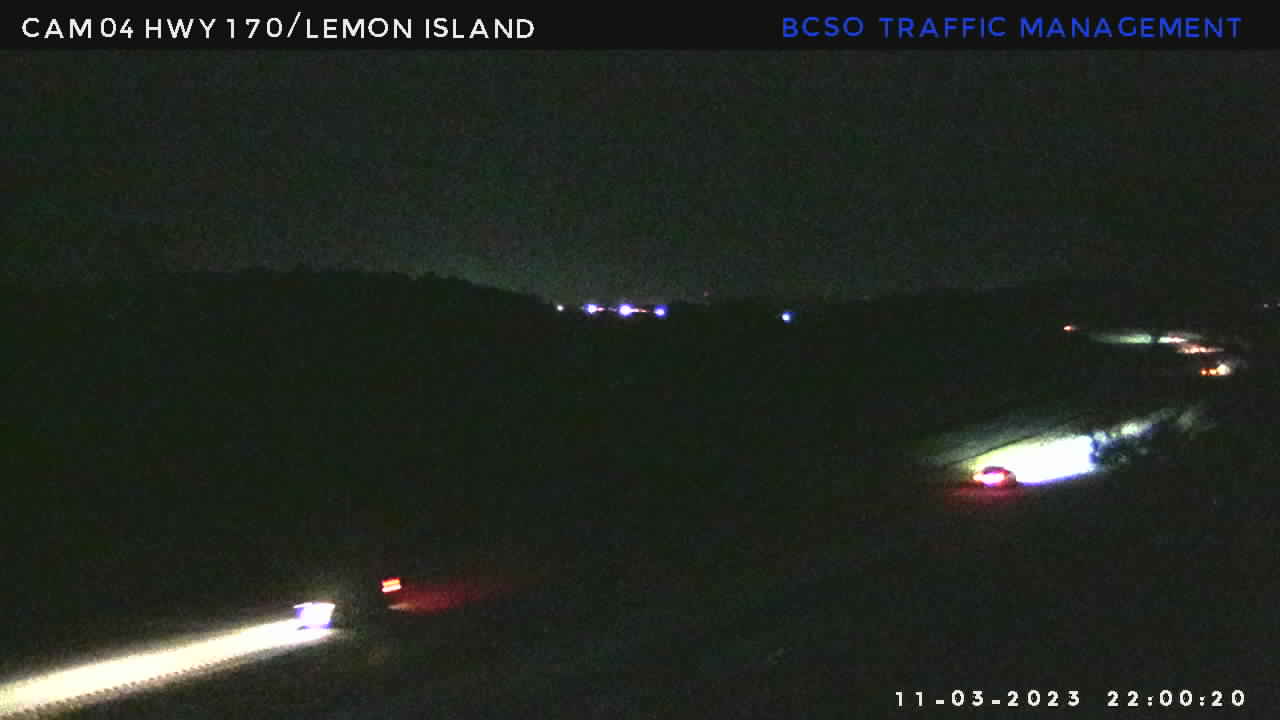 CAM04 HWY 170/LEMON ISLAND
BCSO TRAFFIC MANAGEMENT
11-03-2023 22:00:20